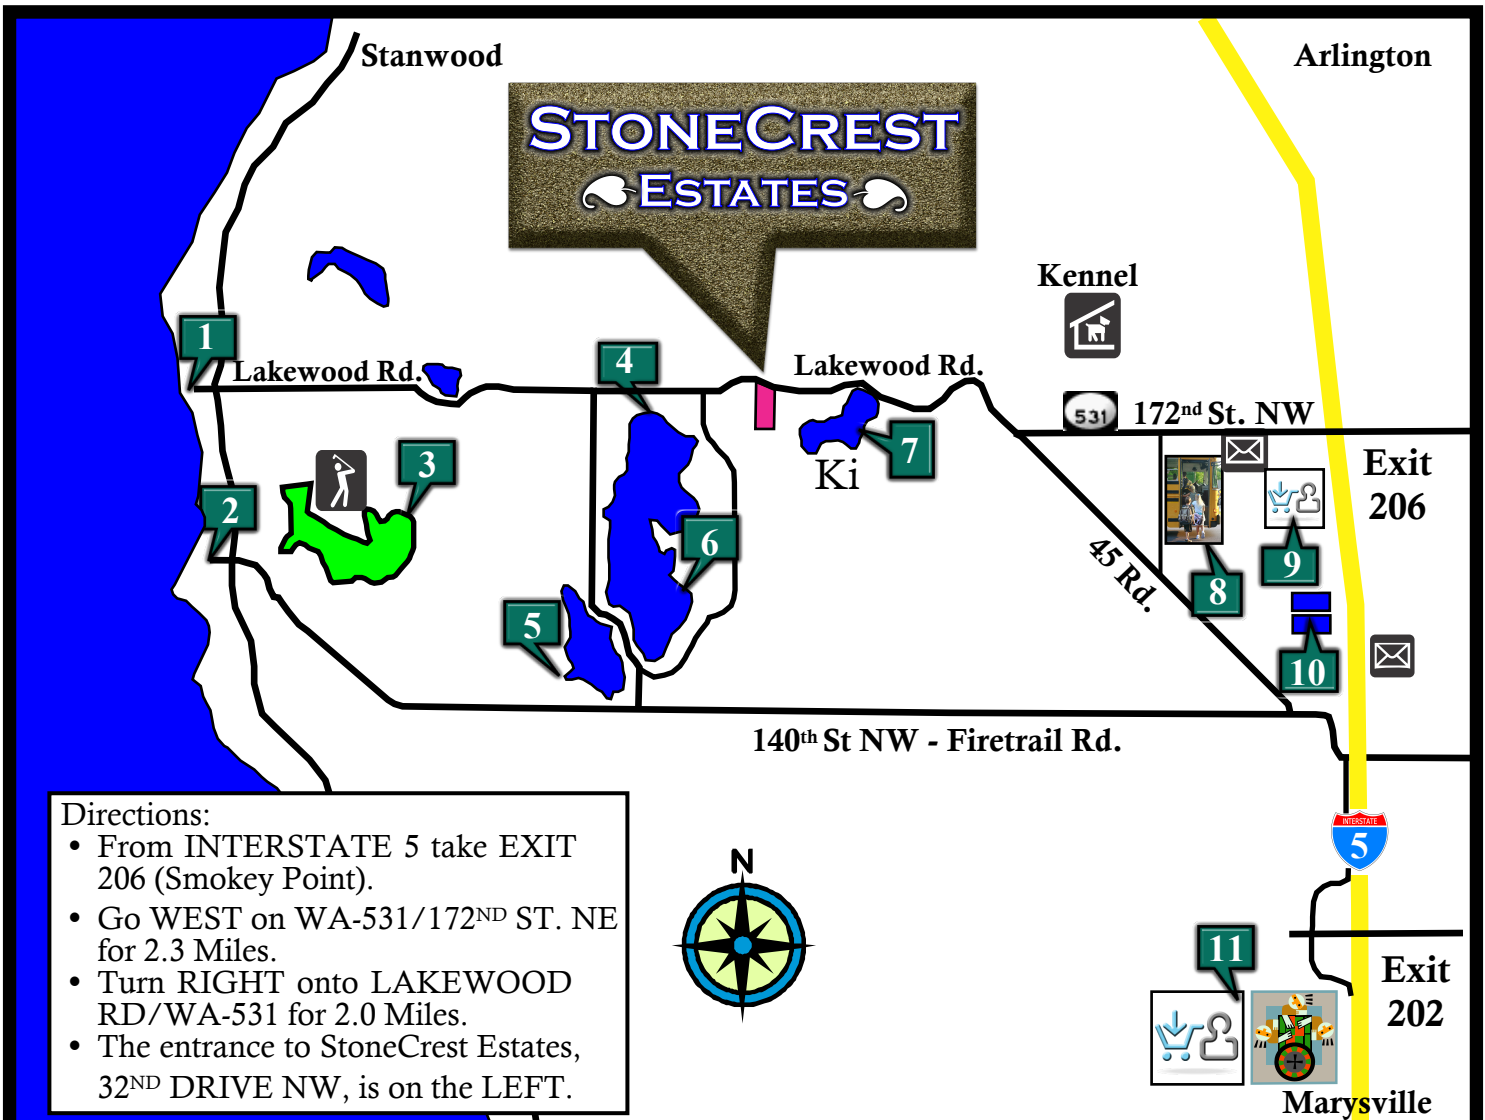 Stanwood
Arlington
STONECREST
ESTATES
Kennel
1
4
Lakewood Rd.
Lakewood Rd.
531
172nd St. NW
3
7
Ki
Exit
206
2
6
45 Rd.
9
8
5
10
140th St NW - Firetrail Rd.
INTERSTATE
5
Directions:
• From INTERSTATE 5 take EXIT
206 (Smokey Point).
• Go WEST on WA-531/172ND ST. NE
for 2.3 Miles.
• Turn RIGHT onto LAKEWOOD
RD/WA-531 for 2.0 Miles.
• The entrance to StoneCrest Estates,
32ND DRIVE NW, is on the LEFT.
N
11
Exit
202
Marysville